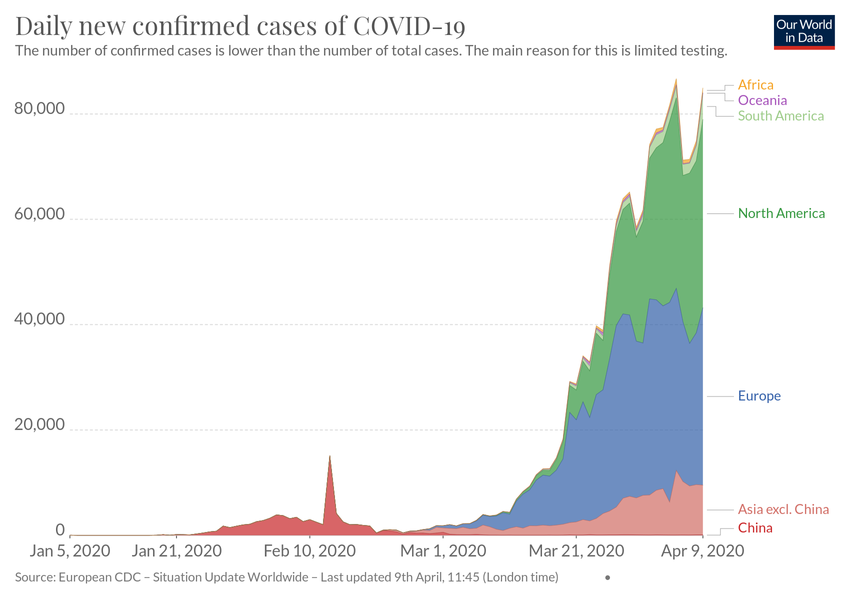 Daily new confirmed cases of COVID-19
The number of confirmed cases is lower than the number of total cases. The main reason for this is limited testing.
Our World
in Data
80,000
60,000
40,000
20,000
0
Africa
Oceania
South America
North America
Europe
Asia excl. China
China
Jan 5, 2020
Jan 21, 2020
Feb 10, 2020
Mar 1, 2020
Mar 21, 2020
Apr 9, 2020
Source: European CDC – Situation Update Worldwide – Last updated 9th April, 11:45 (London time)